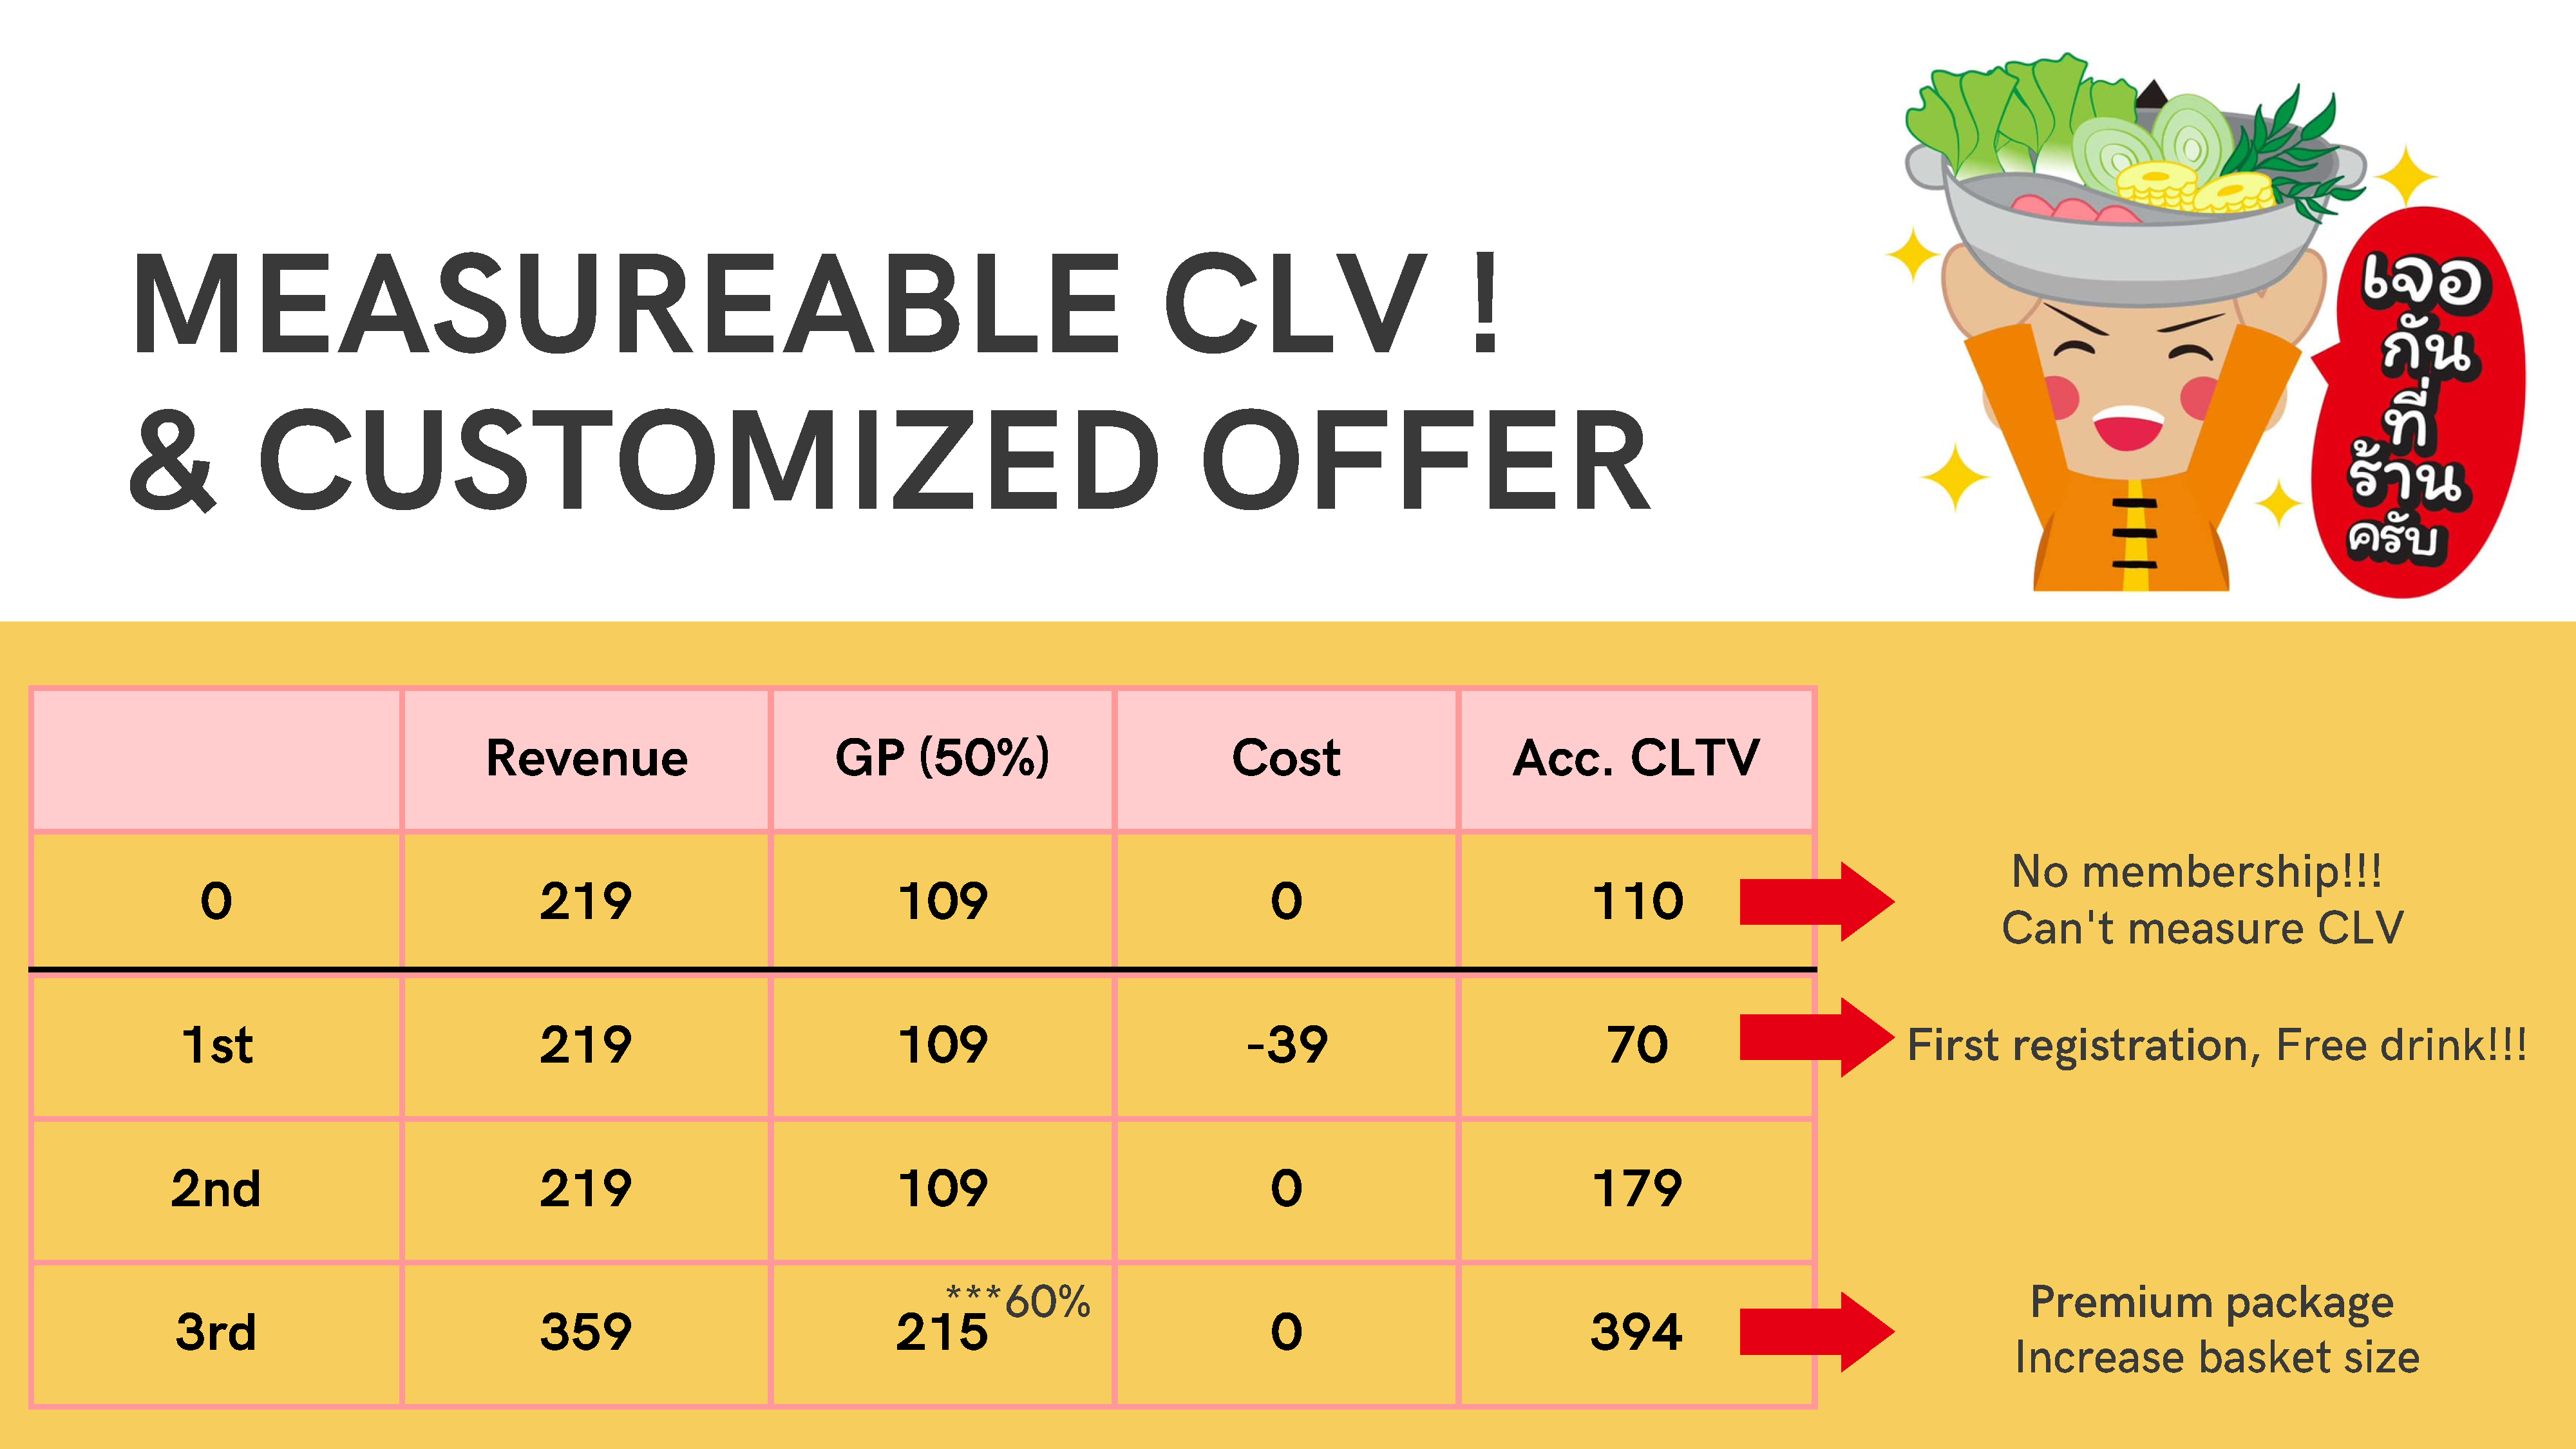 MEASUREABLE CLV !
& CUSTOMIZED OFFER
เจอ
กัน
ที่
ร้าน
ครับ
Revenue GP (50%) Cost Acc. CLTV
0 219 109 0 110
No membership!!!
Can't measure CLV
1st 219 109 -39 70
First registration, Free drink!!!
2nd 219 109 0 179
***60%
3rd 359 215 0 394
Premium package
Increase basket size